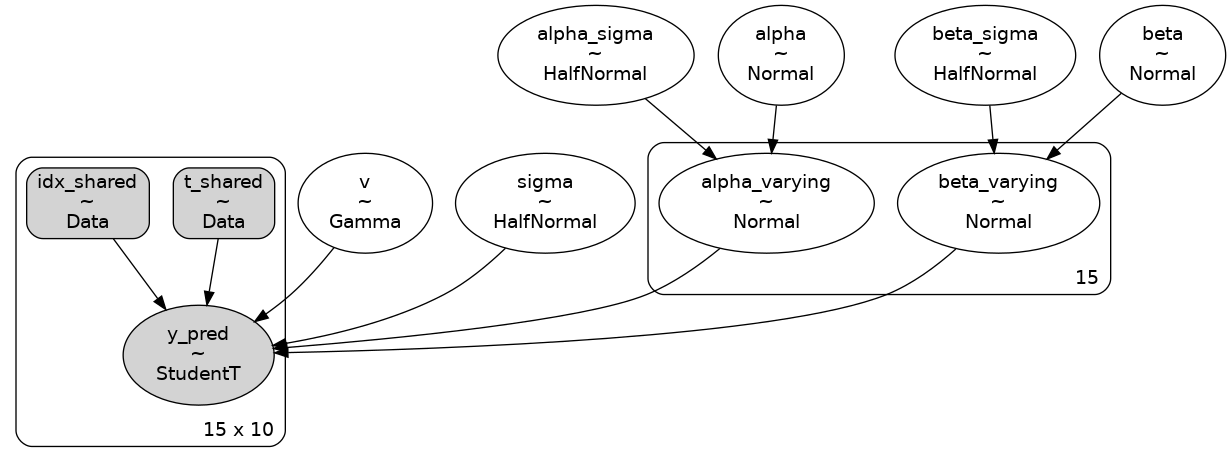 alpha_sigma
~
HalfNormal
alpha
~
Normal
beta_sigma
~
HalfNormal
beta
~
Normal
idx_shared
~
Data
t_shared
~
Data
v
~
Gamma
sigma
~
HalfNormal
alpha_varying
~
Normal
beta_varying
~
Normal
15
y_pred
~
StudentT
15 x 10